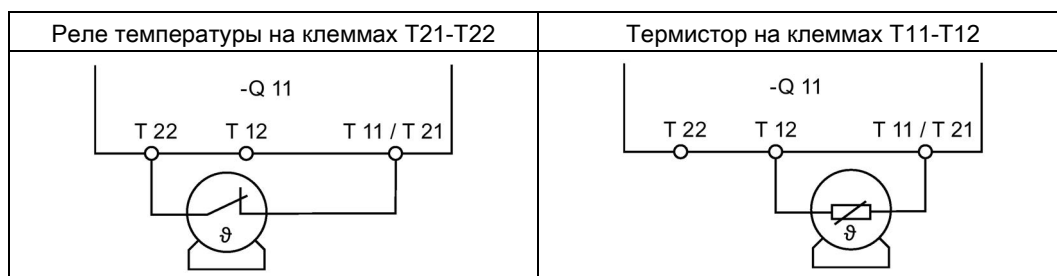 Реле температуры на клеммах T21-T22
Термистор на клеммах T11-T12
-Q 11
T 22 T 12 T 11 / T 21
ϑ
-Q 11
T 22 T 12 T 11 / T 21
ϑ